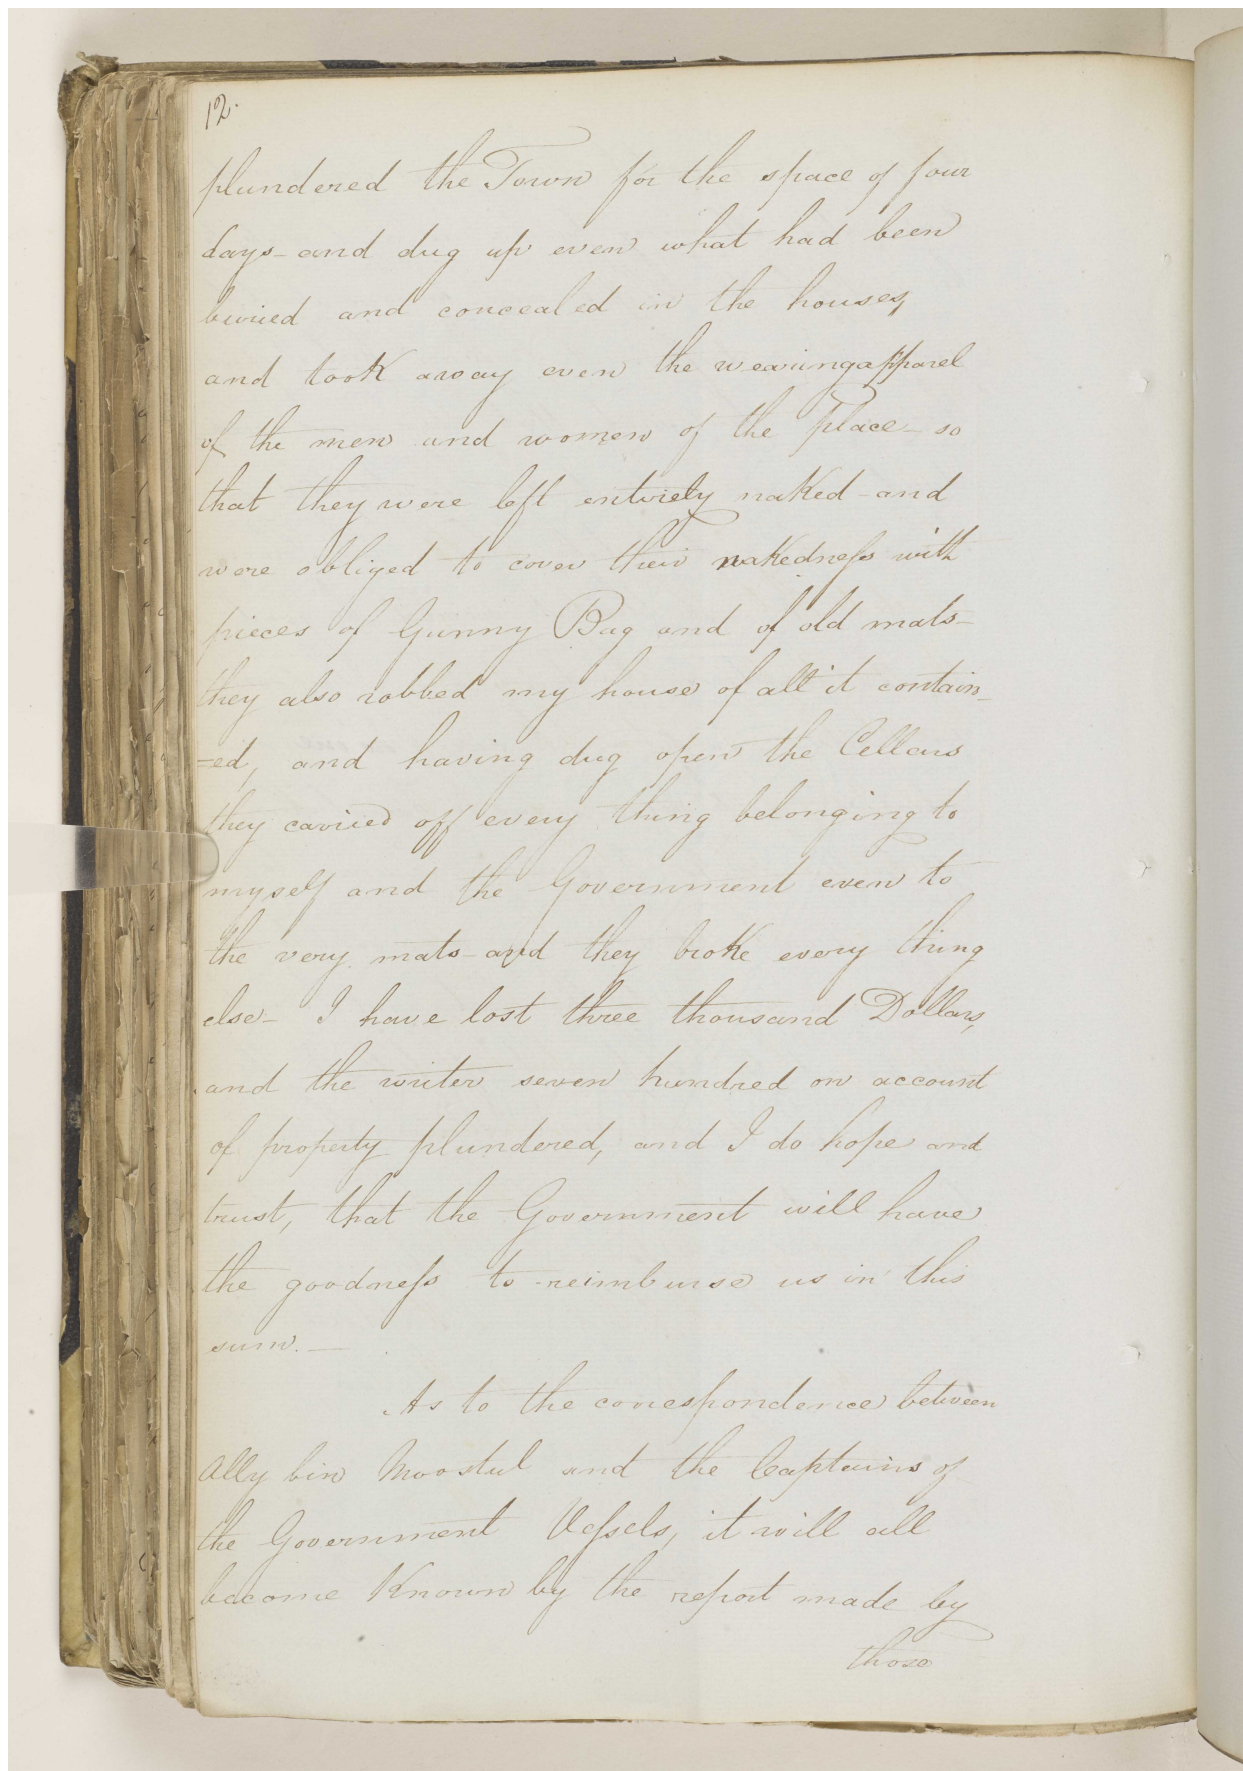 12.
plundered the Town for the space of four
days - and dug up even what had been
buried and concealed in the houses,
and took away even the wearing apparel
of the men and women of the Place - so
that they were left entirely naked - and
were obliged to cover their nakedness with
pieces of Gunny Bag and of old mats -
they also robbed my house of all it contain-
=ed, and having dug open the Cellars
they carried off every thing belonging to
myself and the Government even to
the very mats - and they broke every thing
else - I have lost three thousand Dollars,
and the writer seven hundred on account
of property plundered, and I do hope and
trust, that the Government will have
the goodness to reimburse us in this
sum. —
As to the correspondence between
Ally bin Moostul and the Captains of
the Government Vessels, it will all
become Known by the report made by
those